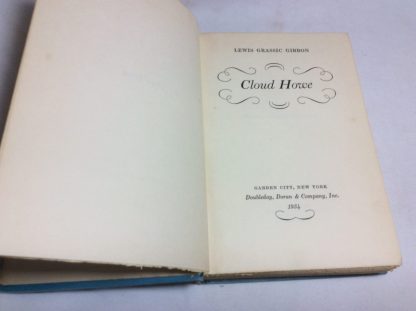 LEWIS GRASSIC GIBBON
Cloud Howe
GARDEN CITY, NEW YORK
Doubleday, Doran & Company, Inc.
1934